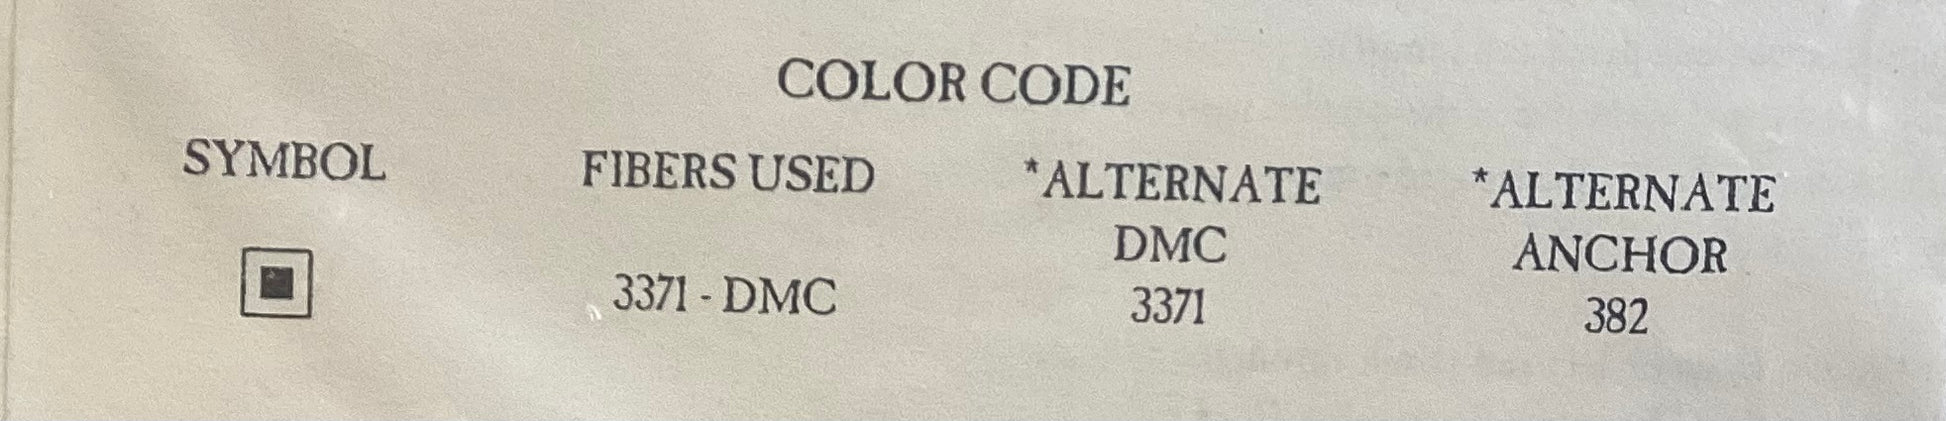 COLOR CODE
SYMBOL FIBERS USED *ALTERNATE DMC *ALTERNATE ANCHOR
3371 - DMC 3371 382